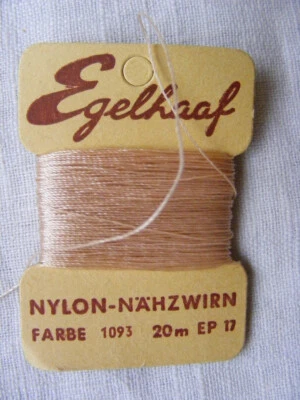 Egelhaaf
NYLON-NÄHZWIRN
FARBE 1093 20m EP 17